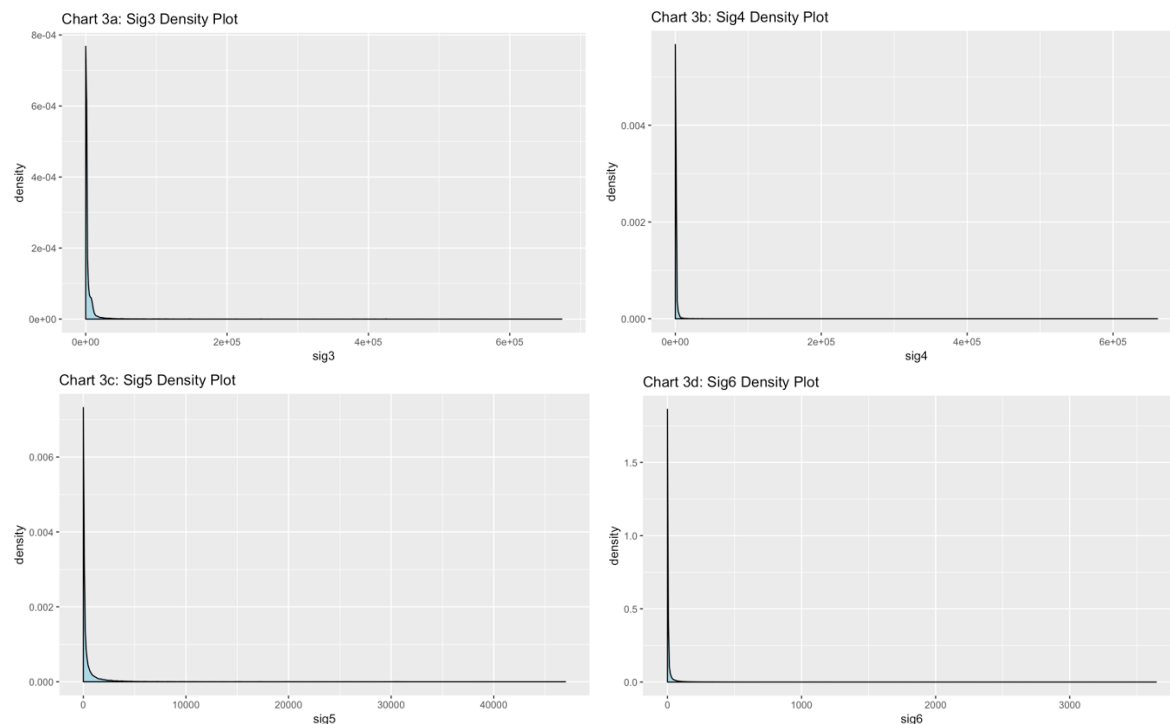 Chart 3a: Sig3 Density Plot
8e-04
6e-04
4e-04
2e-04
0e+00
density
0e+00
2e+05
4e+05
6e+05
sig3
Chart 3b: Sig4 Density Plot
0.004
0.002
0.000
density
0e+00
2e+05
4e+05
6e+05
sig4
Chart 3c: Sig5 Density Plot
0.006
0.004
0.002
0.000
density
0
10000
20000
30000
40000
sig5
Chart 3d: Sig6 Density Plot
1.5
1.0
0.5
0.0
density
0
1000
2000
3000
sig6